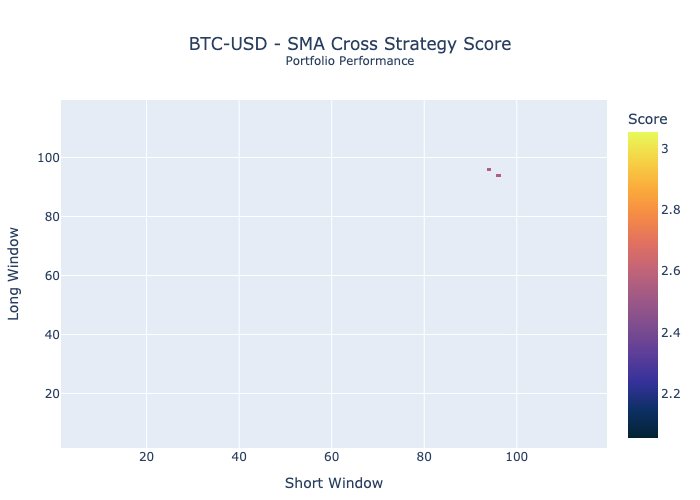 BTC-USD - SMA Cross Strategy Score
Portfolio Performance
Score
3
2.8
2.6
2.4
2.2
100
80
60
40
20
Long Window
20 40 60 80 100
Short Window